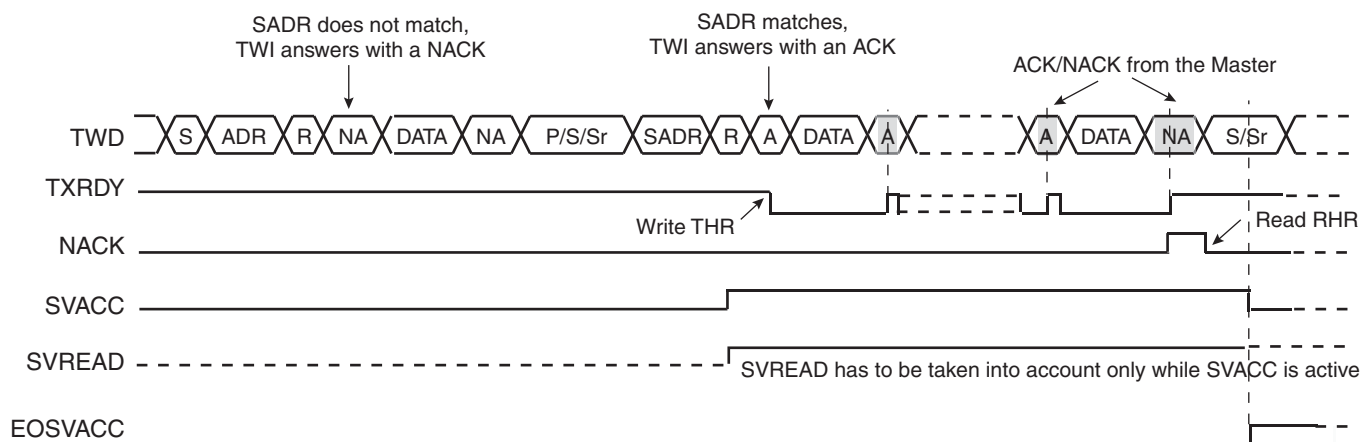 SADR does not match,
TWI answers with a NACK
SADR matches,
TWI answers with an ACK
ACK/NACK from the Master
TWD S ADR R NA DATA NA P/S/Sr SADR R A DATA A A DATA NA S/Sr
TXRDY
Write THR
Read RHR
NACK
SVACC
SVREAD
SVREAD has to be taken into account only while SVACC is active
EOSVACC